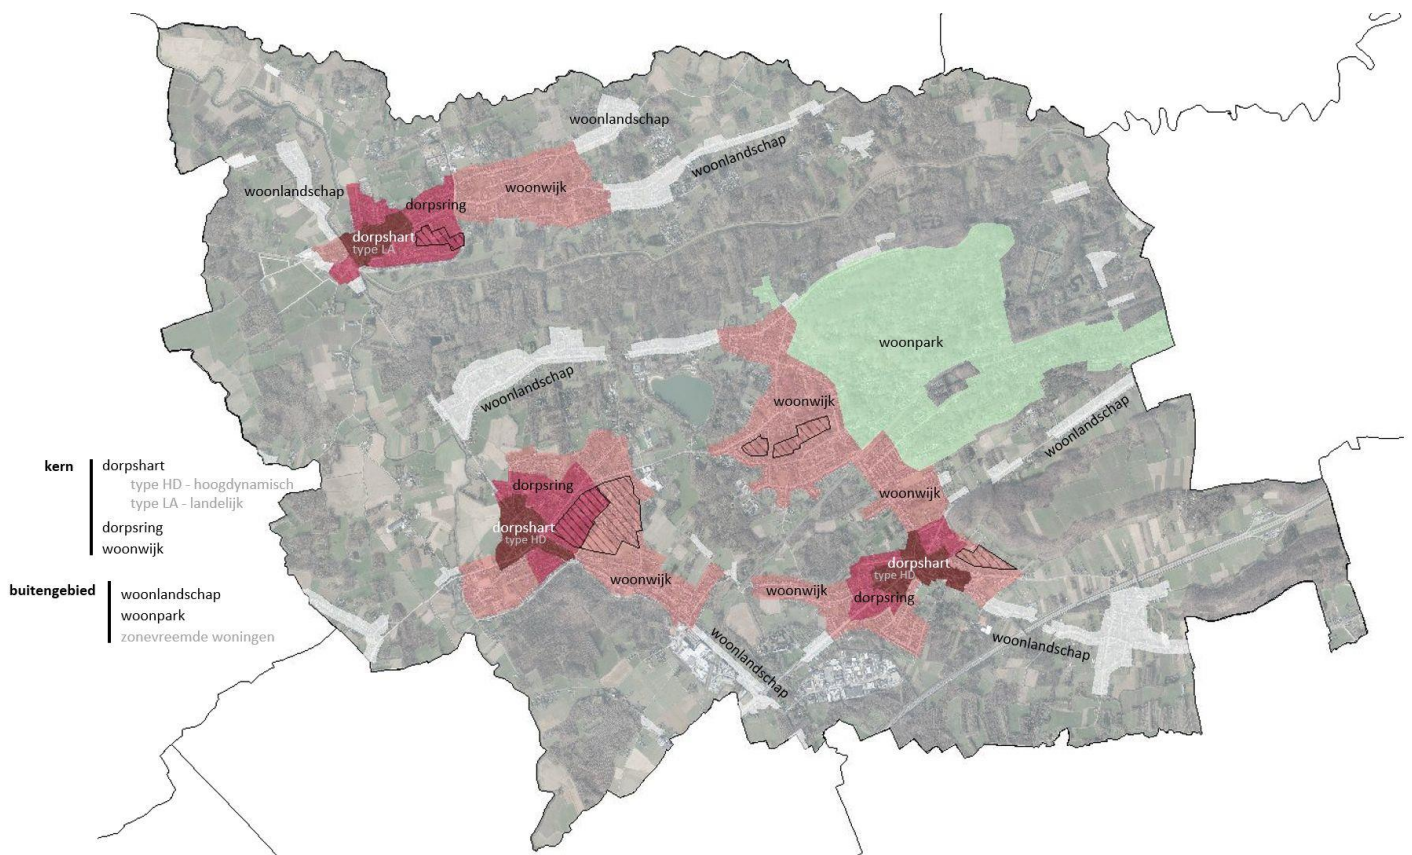 woonlandschap
woonlandschap
woonlandschap
woonwijk
dorpsring
dorpshart
type LA
woonpark
woonlandschap
woonwijk
woonlandschap
kern
dorpshart
type HD - hoogdynamisch
type LA - landelijk
dorpsring
woonwijk
dorpsring
woonwijk
dorpshart
type HD
dorpshart
type HD
woonwijk
woonwijk
dorpsring
buitengebied
woonlandschap
woonpark
zonevreemde woningen
woonlandschap
woonlandschap